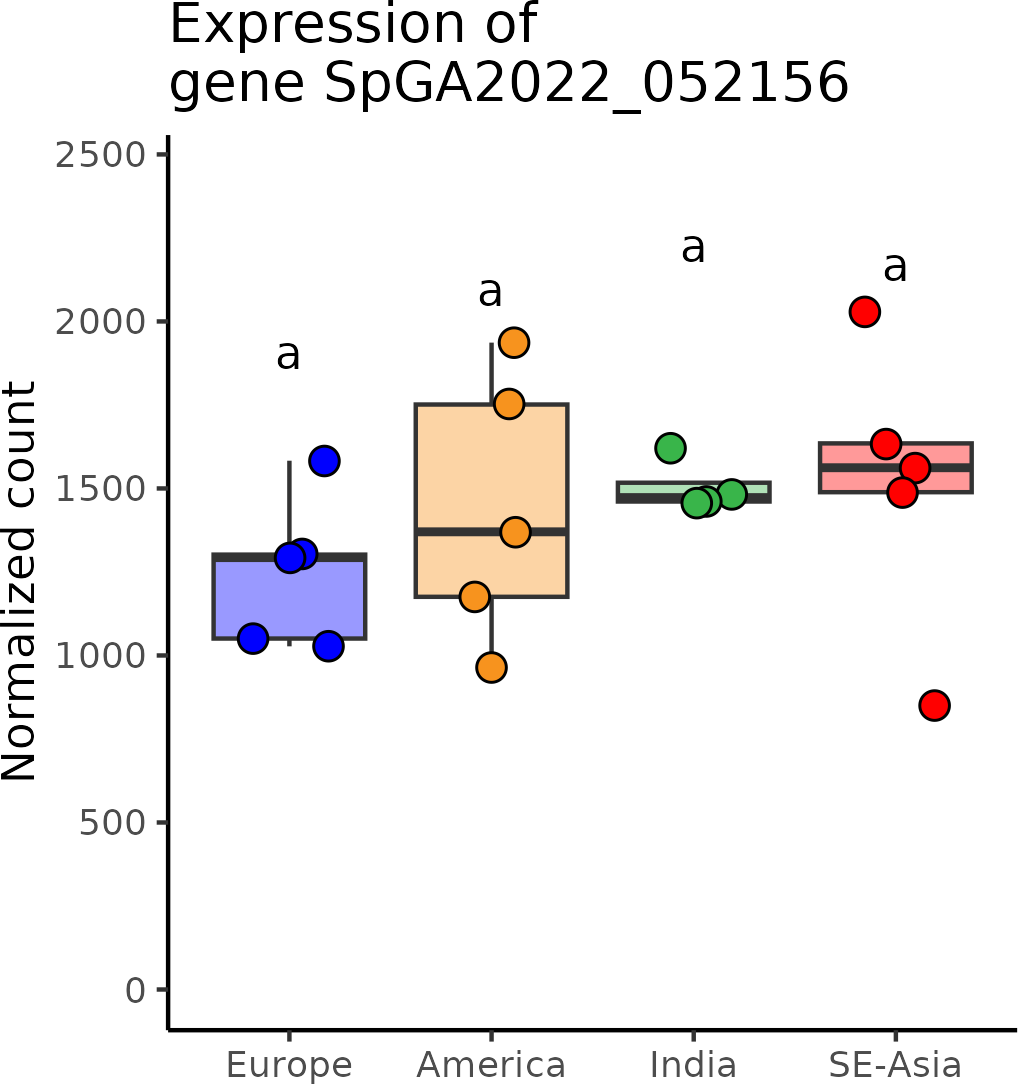 Expression of
gene SpGA2022_052156
Normalized count
2500
2000
1500
1000
500
0
a
a
a
a
Europe
America
India
SE-Asia